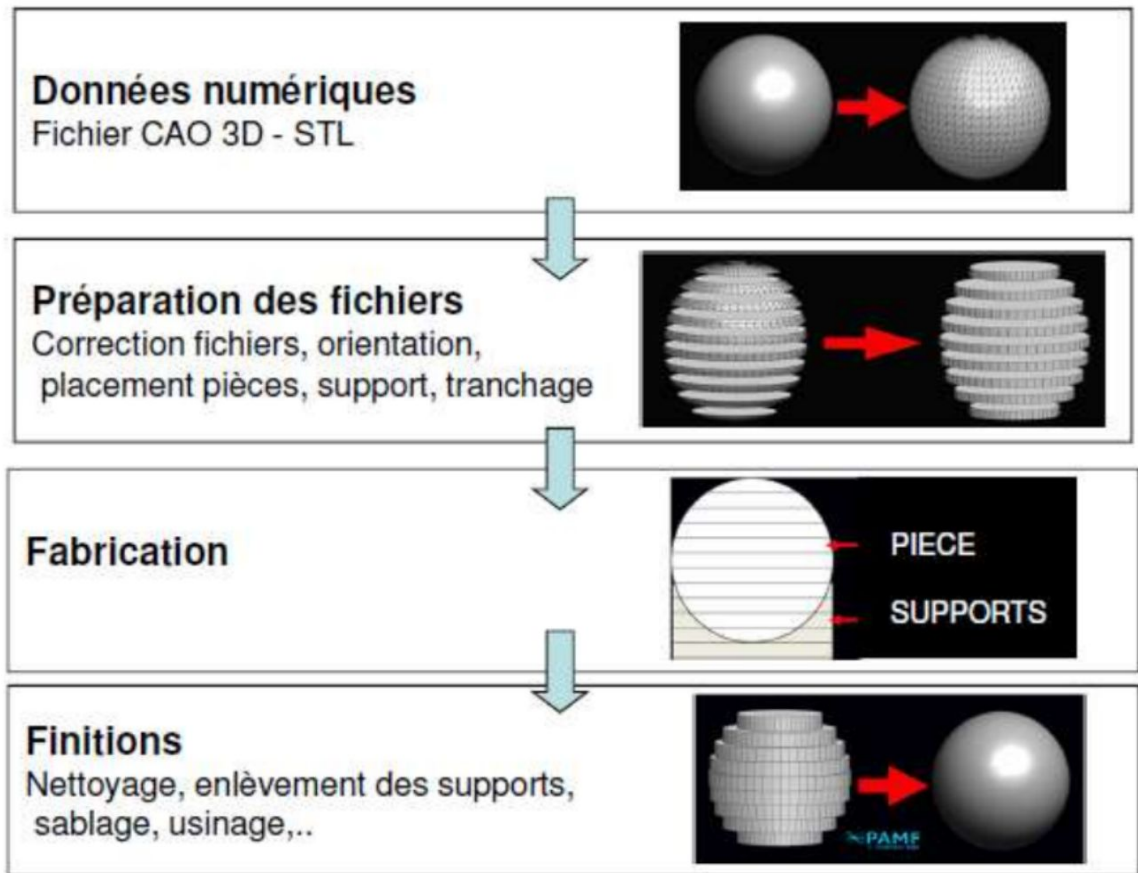 Données numériques
Fichier CAO 3D - STL
Préparation des fichiers
Correction fichiers, orientation,
placement pièces, support, tranchage
Fabrication
PIECE
SUPPORTS
Finitions
Nettoyage, enlèvement des supports,
sablage, usinage,..